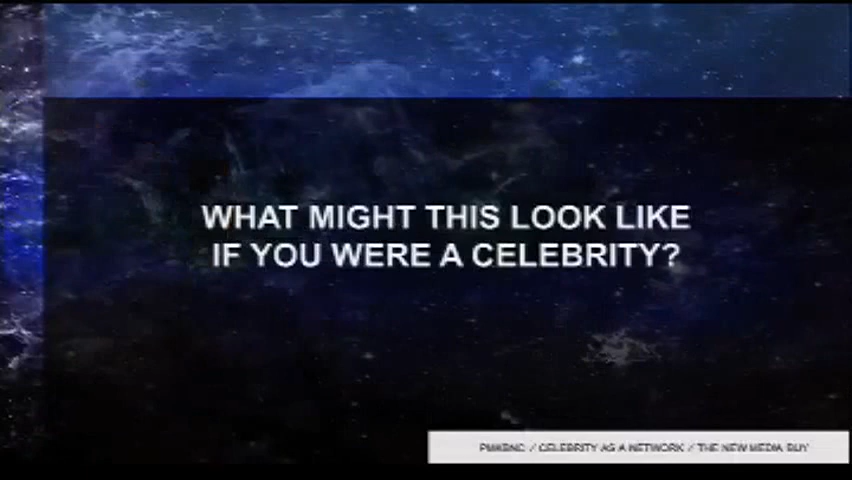 WHAT MIGHT THIS LOOK LIKE
IF YOU WERE A CELEBRITY?
PMKBNC // CELEBRITY AS A NETWORK // THE NEW MEDIA BUY